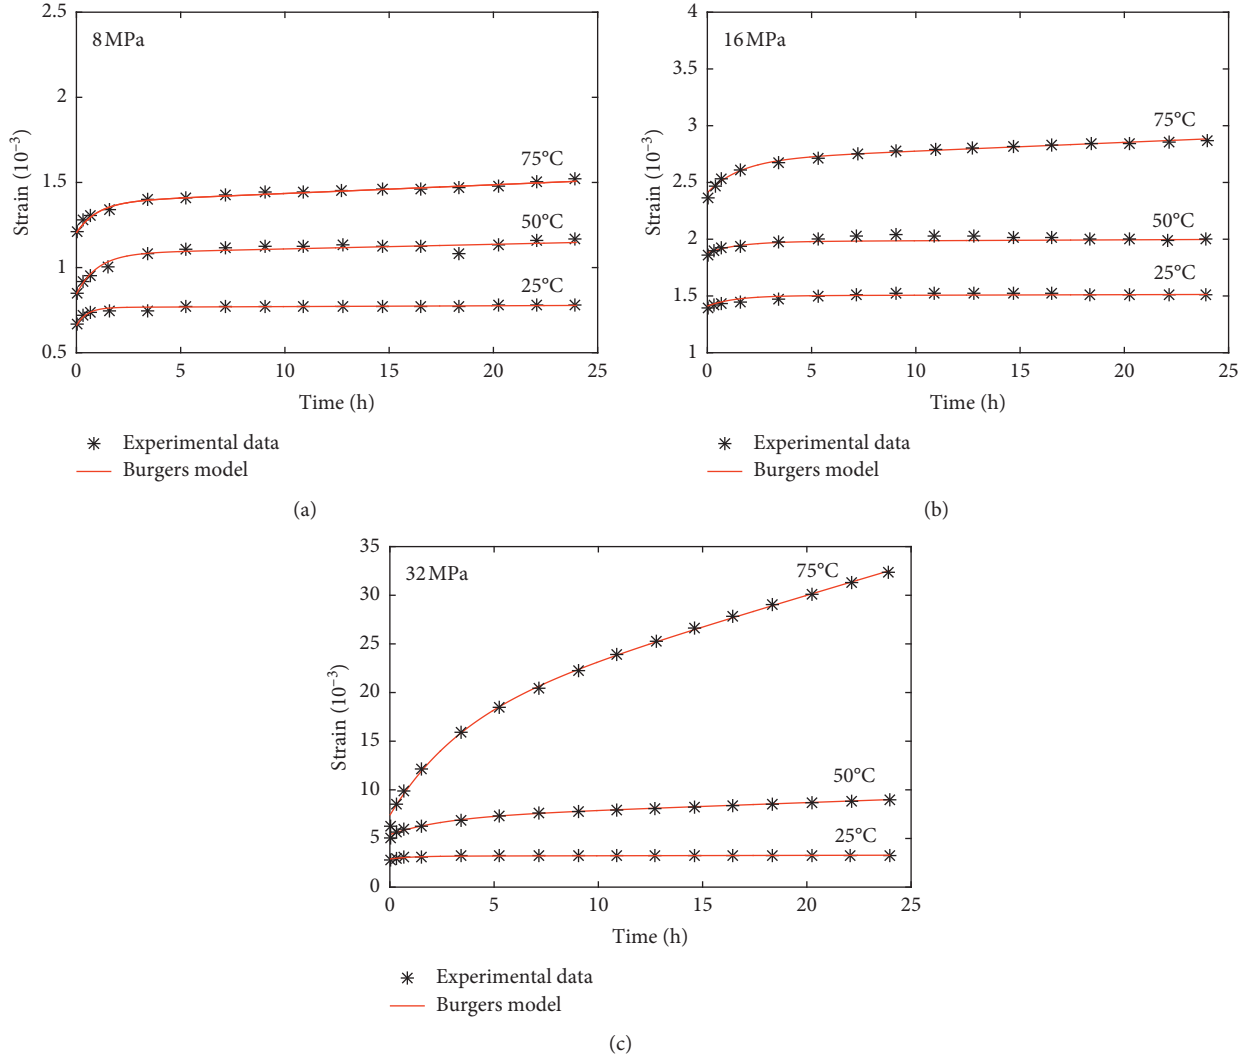 2.5
2
1.5
1
0.5
Strain (10⁻³)
8 MPa
75°C
50°C
25°C
0 5 10 15 20 25
Time (h)
Experimental data
Burgers model
(a)
4
3.5
3
2.5
2
1.5
1
Strain (10⁻³)
16 MPa
75°C
50°C
25°C
0 5 10 15 20 25
Time (h)
Experimental data
Burgers model
(b)
35
30
25
20
15
10
5
0
Strain (10⁻³)
32 MPa
75°C
50°C
25°C
0 5 10 15 20 25
Time (h)
Experimental data
Burgers model
(c)